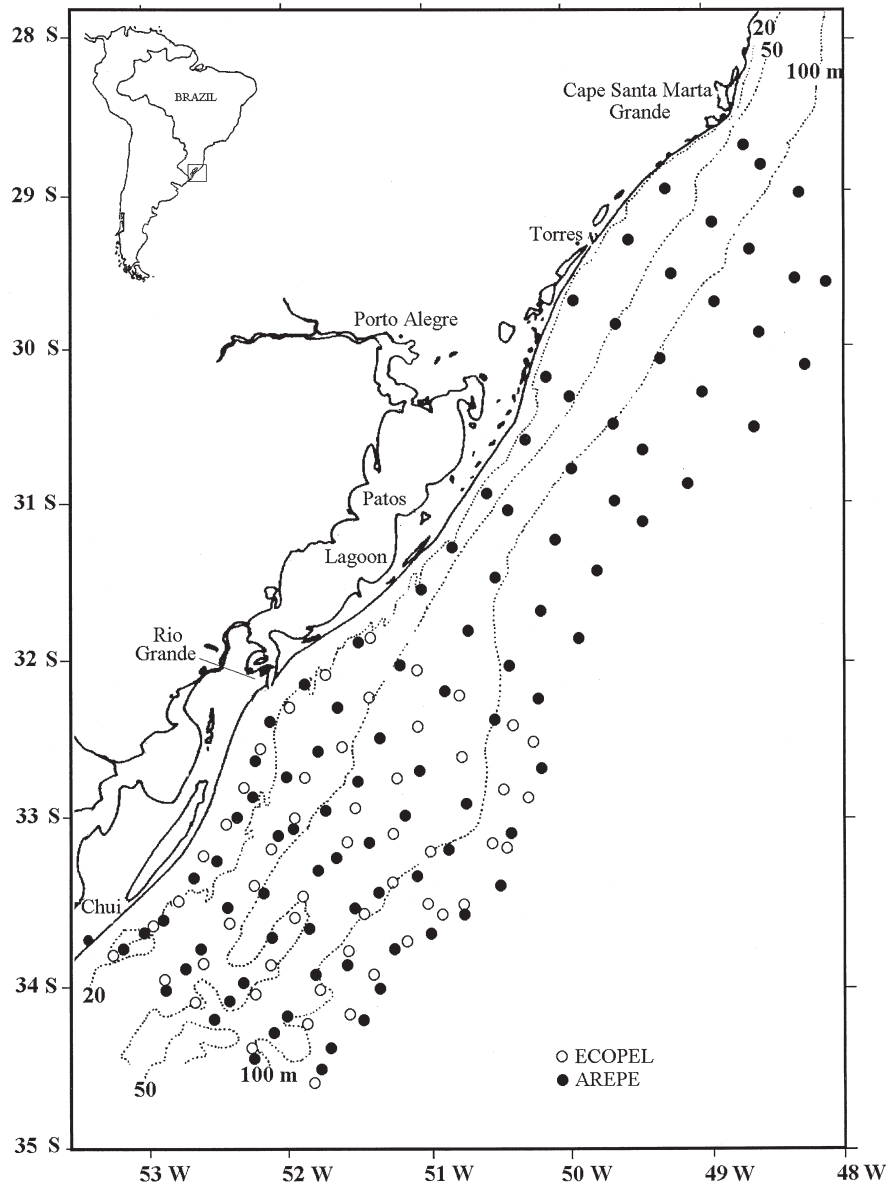 28 S
20
50
100 m
BRAZIL
Cape Santa Marta
Grande
29 S
Torres
Porto Alegre
30 S
31 S
Patos
Lagoon
Rio
Grande
32 S
33 S
Chui
34 S
20
50
100 m
ECOPEL
AREPE
35 S
53 W
52 W
51 W
50 W
49 W
48 W